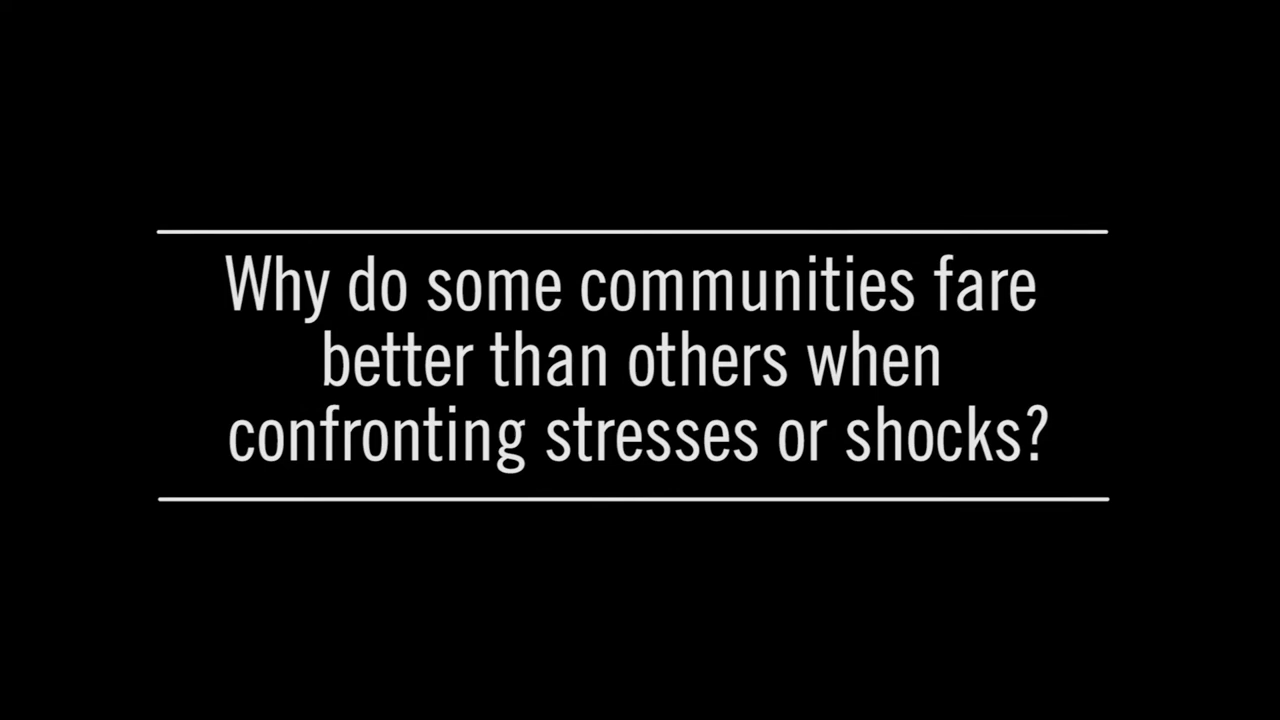 Why do some communities fare
better than others when
confronting stresses or shocks?